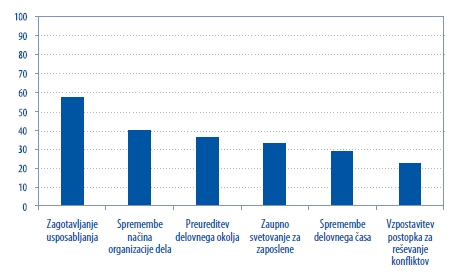 100
90
80
70
60
50
40
30
20
10
0
Zagotavljanje
usposabljanja
Spremembe
načina
organizacije dela
Preureditev
delovnega okolja
Zaupno
svetovanje za
zaposlene
Spremembe
delovnega časa
Vzpostavitev
postopka za
reševanje
konfliktov